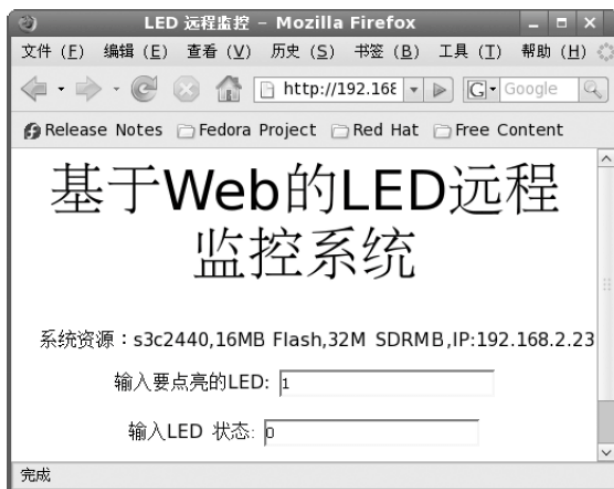 LED 远程监控 – Mozilla Firefox
文件 (F) 编辑 (E) 查看 (V) 历史 (S) 书签 (B) 工具 (T) 帮助 (H)
http://192.168 G Google
Release Notes Fedora Project Red Hat Free Content
基于Web的LED远程
监控系统
系统资源：s3c2440,16MB Flash,32M SDRMB,IP:192.168.2.23
输入要点亮的LED: 1
输入LED 状态: 0
完成